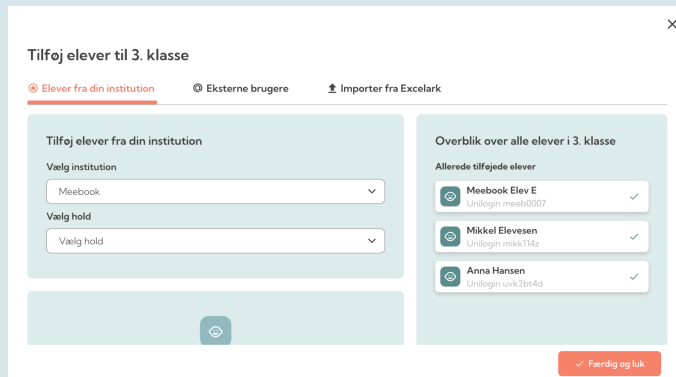 Tilføj elever til 3. klasse
Elever fra din institution
Eksterne brugere
Importer fra Excelark
Tilføj elever fra din institution
Vælg institution
Meebook
Vælg hold
Vælg hold
Overblik over alle elever i 3. klasse
Allerede tilføjede elever
Meebook Elev E
Unilogin meeb0007
Mikkel Elevesen
Unilogin mikk114z
Anna Hansen
Unilogin uvk2bt4d
Færdig og luk